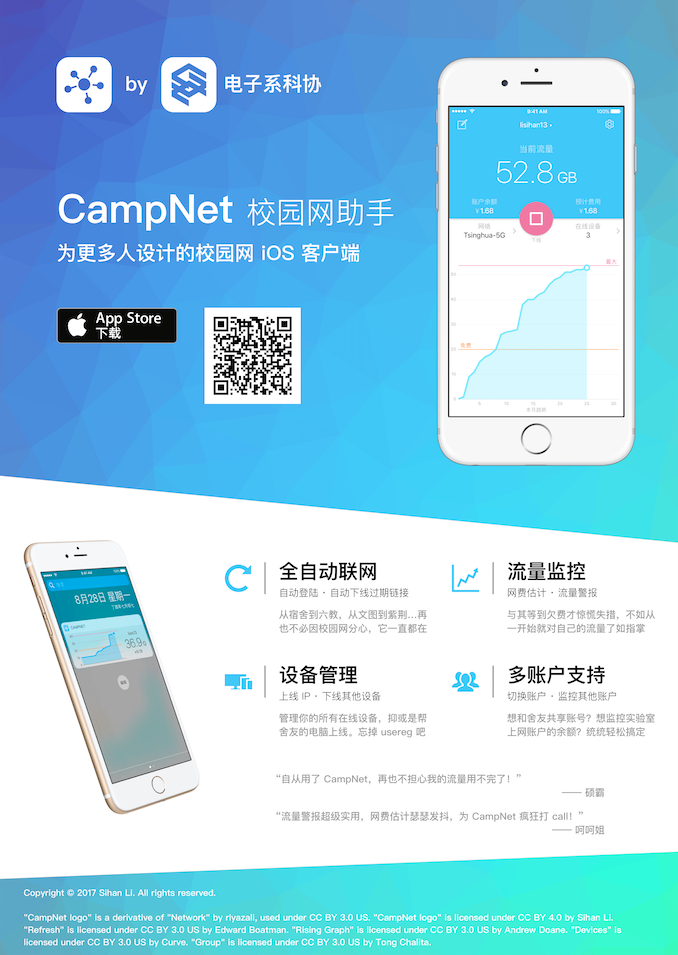 by 电子系科协
CampNet 校园网助手
为更多人设计的校园网 iOS 客户端
App Store
下载
9:41 AM
100%
lisihan13
当前流量
52.8 GB
账户余额
¥1.68
预计费用
¥1.68
网络
Tsinghua-5G
下线
在线设备
3
最大
免费
本月截期
8月28日 星期一
CAMPNET
36.9
全自动联网
自动登陆・自动下线过期链接
从宿舍到六教，从文图到紫荆...再
也不必因校园网分心，它一直都在
流量监控
网费估计・流量警报
与其等到欠费才惊慌失措，不如从
一开始就对自己的流量了如指掌
设备管理
上线 IP・下线其他设备
管理你的所有在线设备，抑或是帮
舍友的电脑上线。忘掉 usereg 吧
多账户支持
切换账户・监控其他账户
想和舍友共享账号？想监控实验室
上网账户的余额？统统轻松搞定
“自从用了 CampNet，再也不担心我的流量用不完了！”
—— 硕霸
“流量警报超级实用，网费估计瑟瑟发抖，为 CampNet 疯狂打 call！”
—— 呵呵姐
Copyright © 2017 Sihan Li. All rights reserved.
"CampNet logo" is a derivative of "Network" by riyazali, used under CC BY 3.0 US. "CampNet logo" is licensed under CC BY 4.0 by Sihan Li.
"Refresh" is licensed under CC BY 3.0 US by Edward Boatman. "Rising Graph" is licensed under CC BY 3.0 US by Andrew Doane. "Devices" is
licensed under CC BY 3.0 US by Curve. "Group" is licensed under CC BY 3.0 US by Tong Chalita.